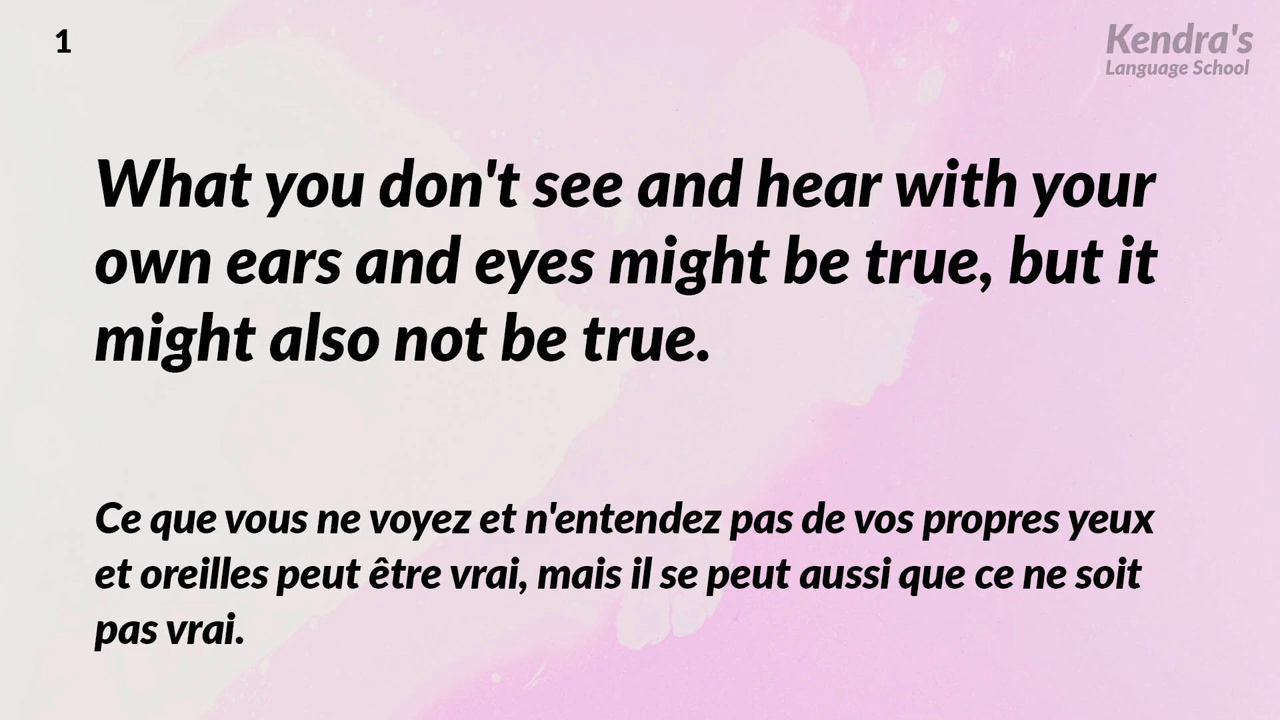 1
Kendra's
Language School
What you don't see and hear with your
own ears and eyes might be true, but it
might also not be true.
Ce que vous ne voyez et n'entendez pas de vos propres yeux
et oreilles peut être vrai, mais il se peut aussi que ce ne soit
pas vrai.